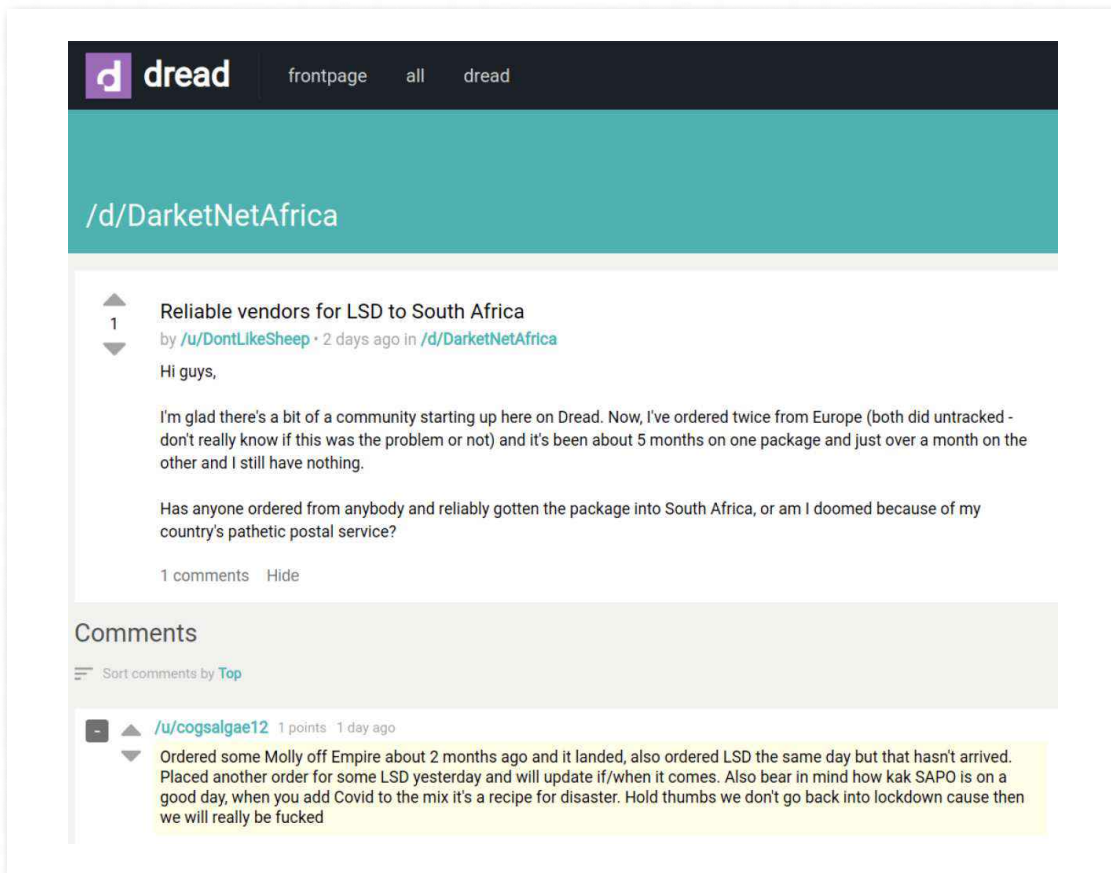 d dread frontpage all dread
/d/DarketNetAfrica
Reliable vendors for LSD to South Africa
1
by /u/DontLikeSheep • 2 days ago in /d/DarketNetAfrica
Hi guys,
I'm glad there's a bit of a community starting up here on Dread. Now, I've ordered twice from Europe (both did untracked -
don't really know if this was the problem or not) and it's been about 5 months on one package and just over a month on the
other and I still have nothing.
Has anyone ordered from anybody and reliably gotten the package into South Africa, or am I doomed because of my
country's pathetic postal service?
1 comments Hide
Comments
Sort comments by Top
- /u/cogsalgae12 1 points 1 day ago
Ordered some Molly off Empire about 2 months ago and it landed, also ordered LSD the same day but that hasn't arrived.
Placed another order for some LSD yesterday and will update if/when it comes. Also bear in mind how kak SAPO is on a
good day, when you add Covid to the mix it's a recipe for disaster. Hold thumbs we don't go back into lockdown cause then
we will really be fucked